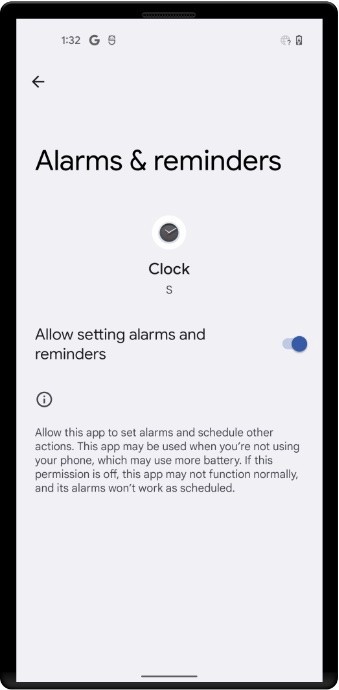 1:32
Alarms & reminders
Clock
S
Allow setting alarms and
reminders
Allow this app to set alarms and schedule other
actions. This app may be used when you’re not using
your phone, which may use more battery. If this
permission is off, this app may not function normally,
and its alarms won’t work as scheduled.